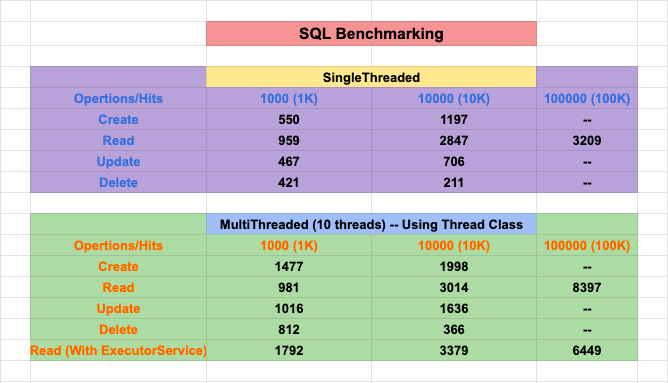 SQL Benchmarking
SingleThreaded
Opertions/Hits 1000 (1K) 10000 (10K) 100000 (100K)
Create 550 1197 --
Read 959 2847 3209
Update 467 706 --
Delete 421 211 --
MultiThreaded (10 threads) -- Using Thread Class
Opertions/Hits 1000 (1K) 10000 (10K) 100000 (100K)
Create 1477 1998 --
Read 981 3014 8397
Update 1016 1636 --
Delete 812 366 --
Read (With ExecutorService) 1792 3379 6449